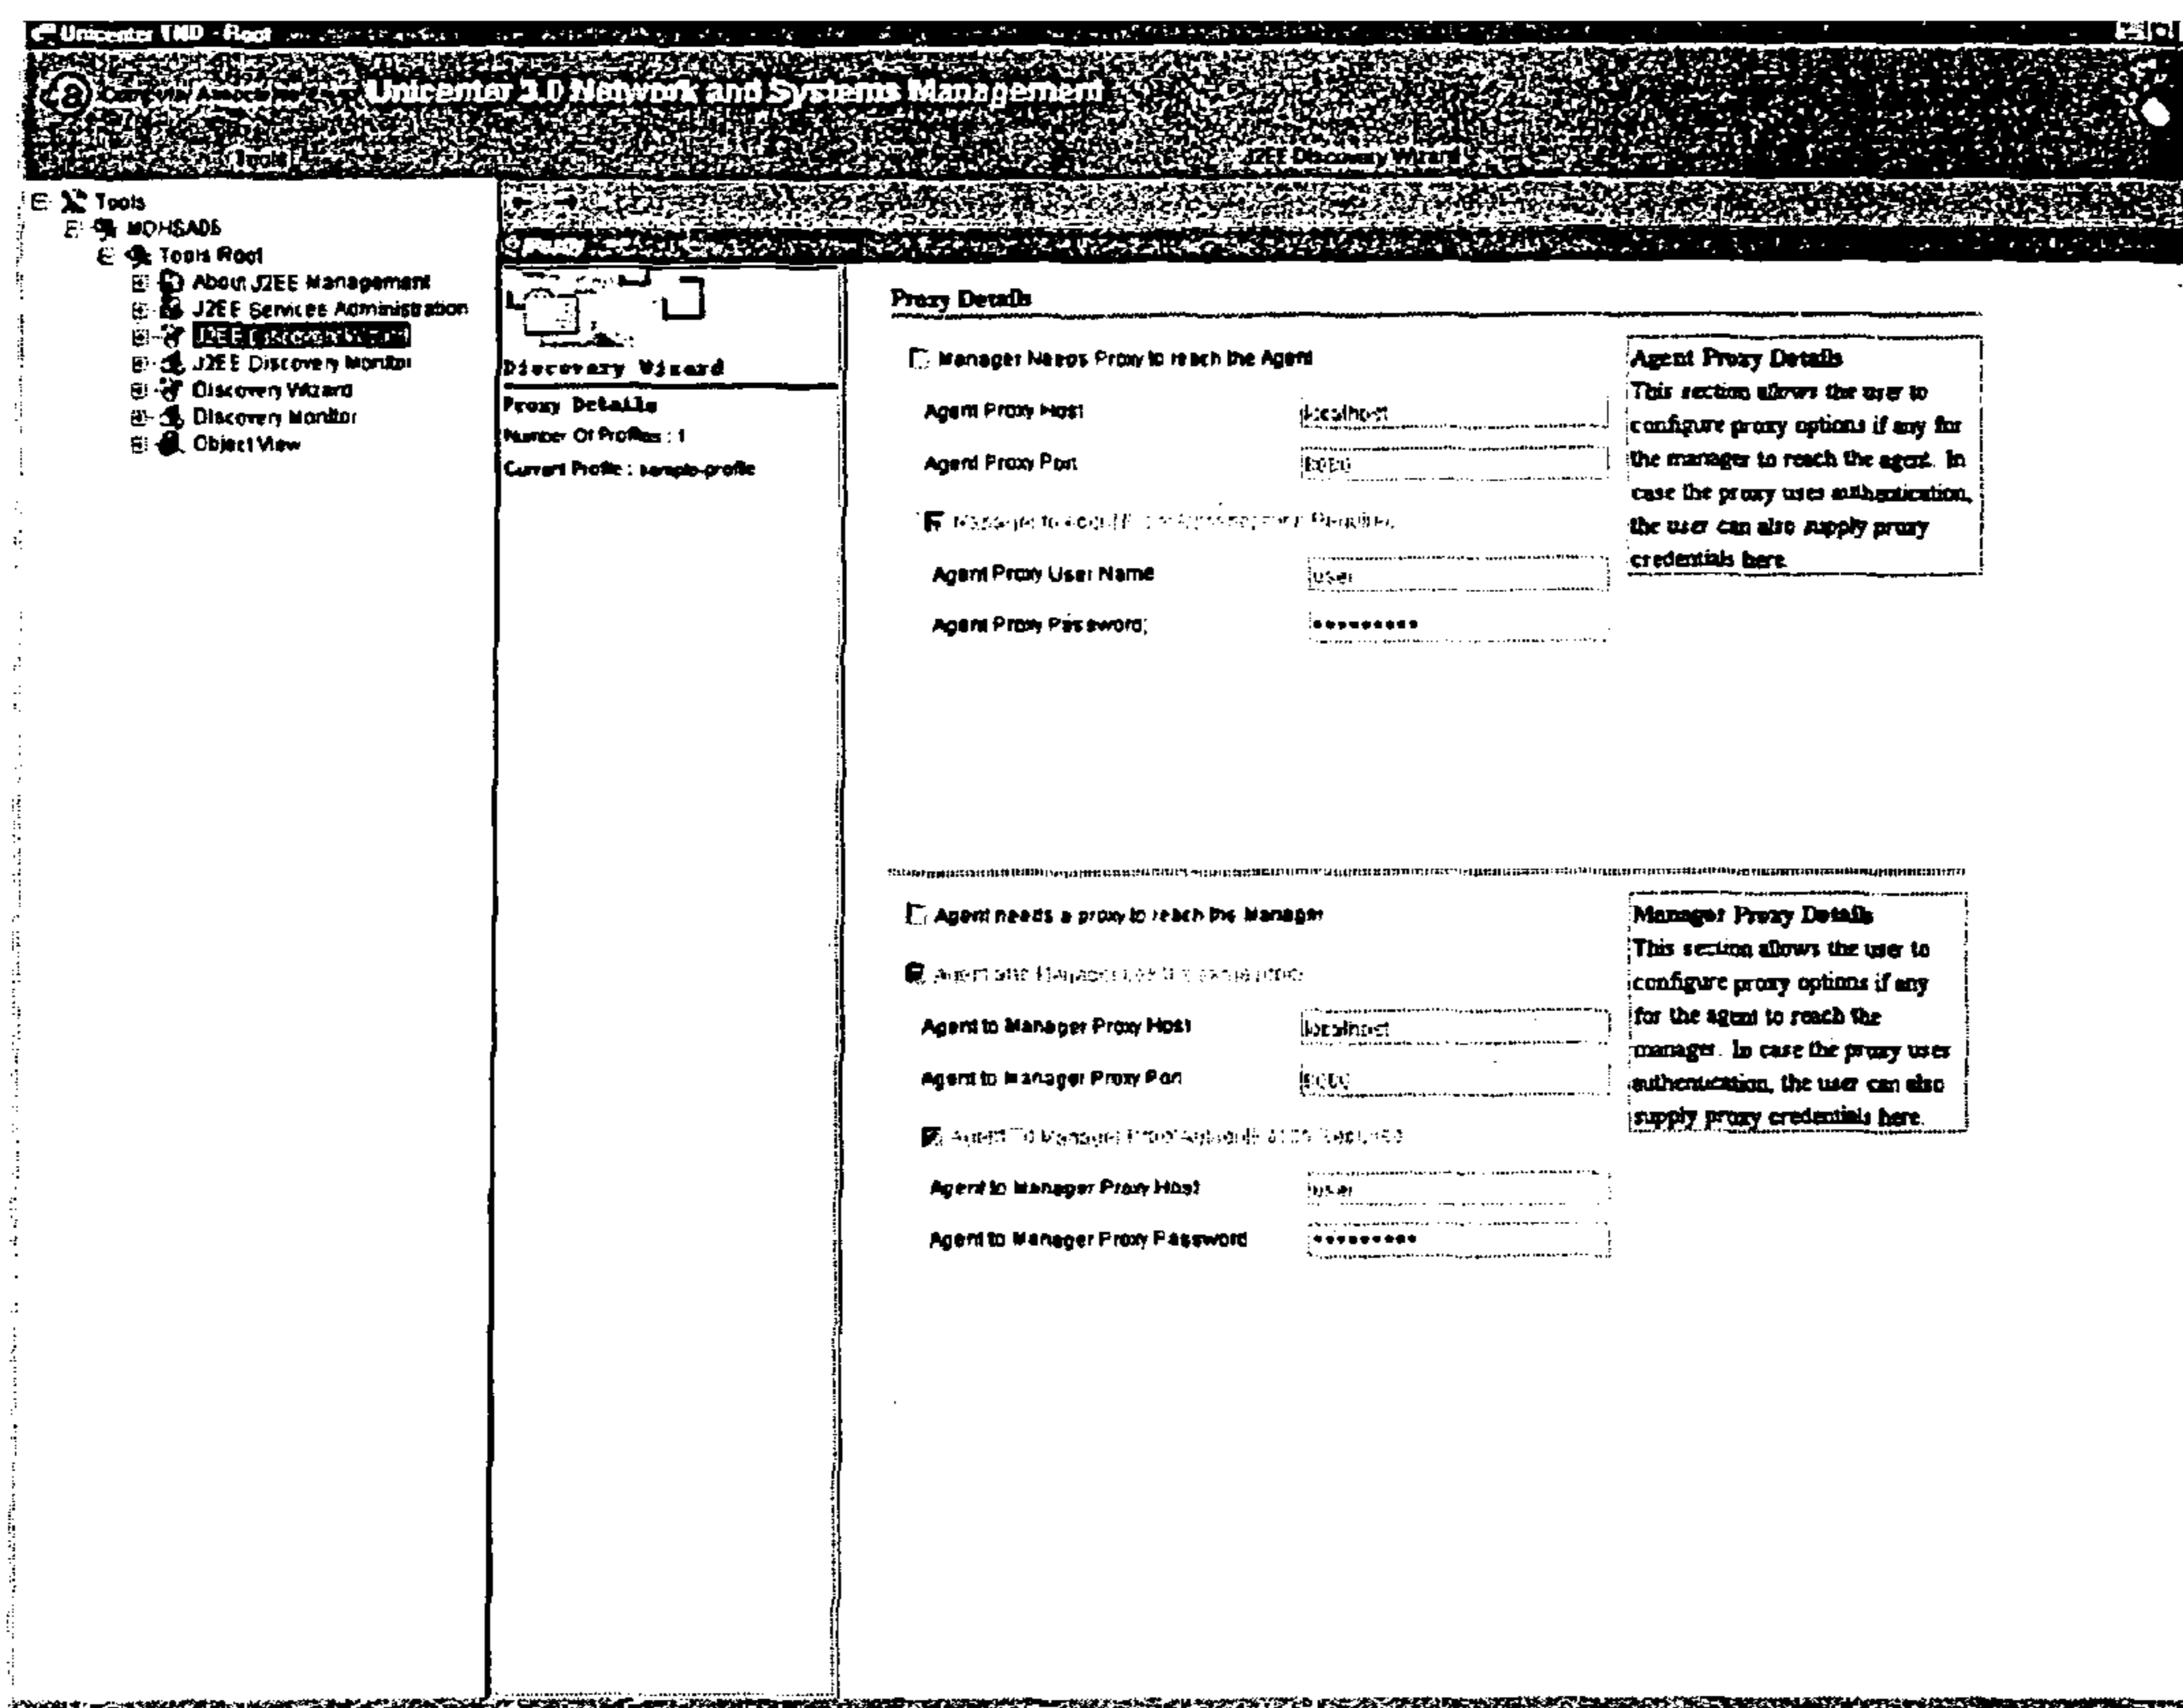 Unicenter TND - Root
Unicenter 3.0 Network and Systems Management
Tools
J2EE Discovery Wizard
Tools
Tools Root
About J2EE Management
J2EE Services Administration
J2EE Discovery Wizard
J2EE Discovery Monitor
Discovery Wizard
Discovery Monitor
Object View
Proxy
Discovery Wizard
Proxy Details
Number Of Profiles : 1
Current Profile : sample-profile
Proxy Details
Manager Needs Proxy to reach the Agent
Agent Proxy Host
localhost
Agent Proxy Port
Agent Proxy User Name
user
Agent Proxy Password;
*********
Agent Proxy Details
This section allows the user to
configure proxy options if any for
the manager to reach the agent. In
case the proxy uses authentication,
the user can also supply proxy
credentials here.
Agent needs a proxy to reach the Manager
Agent to Manager Proxy Host
localhost
Agent to Manager Proxy Port
Agent to Manager Proxy Host
user
Agent to Manager Proxy Password
*********
Manager Proxy Details
This section allows the user to
configure proxy options if any
for the agent to reach the
manager. In case the proxy uses
authentication, the user can also
supply proxy credentials here.